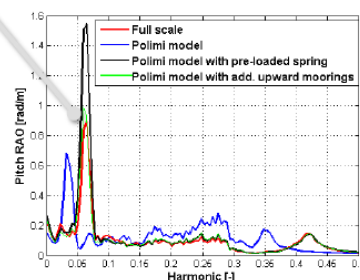 1.6
1.4
1.2
1
0.8
0.6
0.4
0.2
0
Pitch RAO [rad/m]
Full scale
Polimi model
Polimi model with pre-loaded spring
Polimi model with add. upward moorings
0 0.05 0.1 0.15 0.2 0.25 0.3 0.35 0.4 0.45
Harmonic [-]